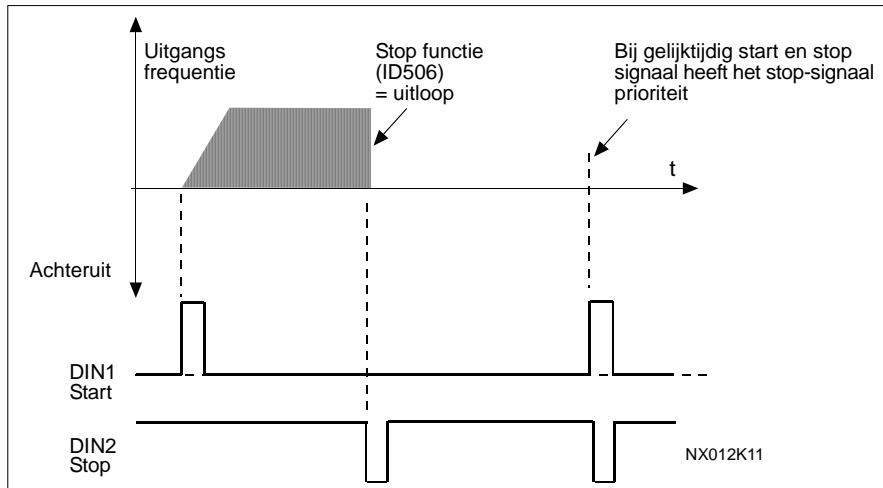 Uitgangs
frequentie
Stop functie
(ID506)
= uitloop
Bij gelijktijdig start en stop
signaal heeft het stop-signaal
prioriteit
t
Achteruit
DIN1
Start
DIN2
Stop
NX012K11